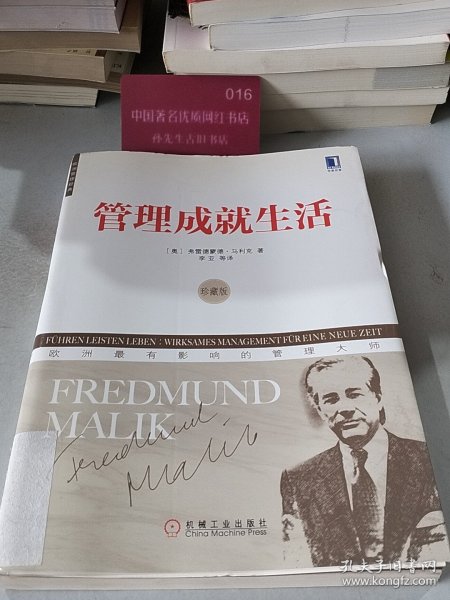 016
中国著名优质网红书店
孙先生古旧书店
管理成就生活
[奥] 弗雷德蒙德·马利克 著
李亚 等译
珍藏版
FÜHREN LEISTEN LEBEN : WIRKSAMES MANAGEMENT FÜR EINE NEUE ZEIT
欧洲最有影响的管理大师
FREDMUND
MALIK
Fredmund
Malik
机械工业出版社
China Machine Press
孔夫子旧书网
www.kongfz.com